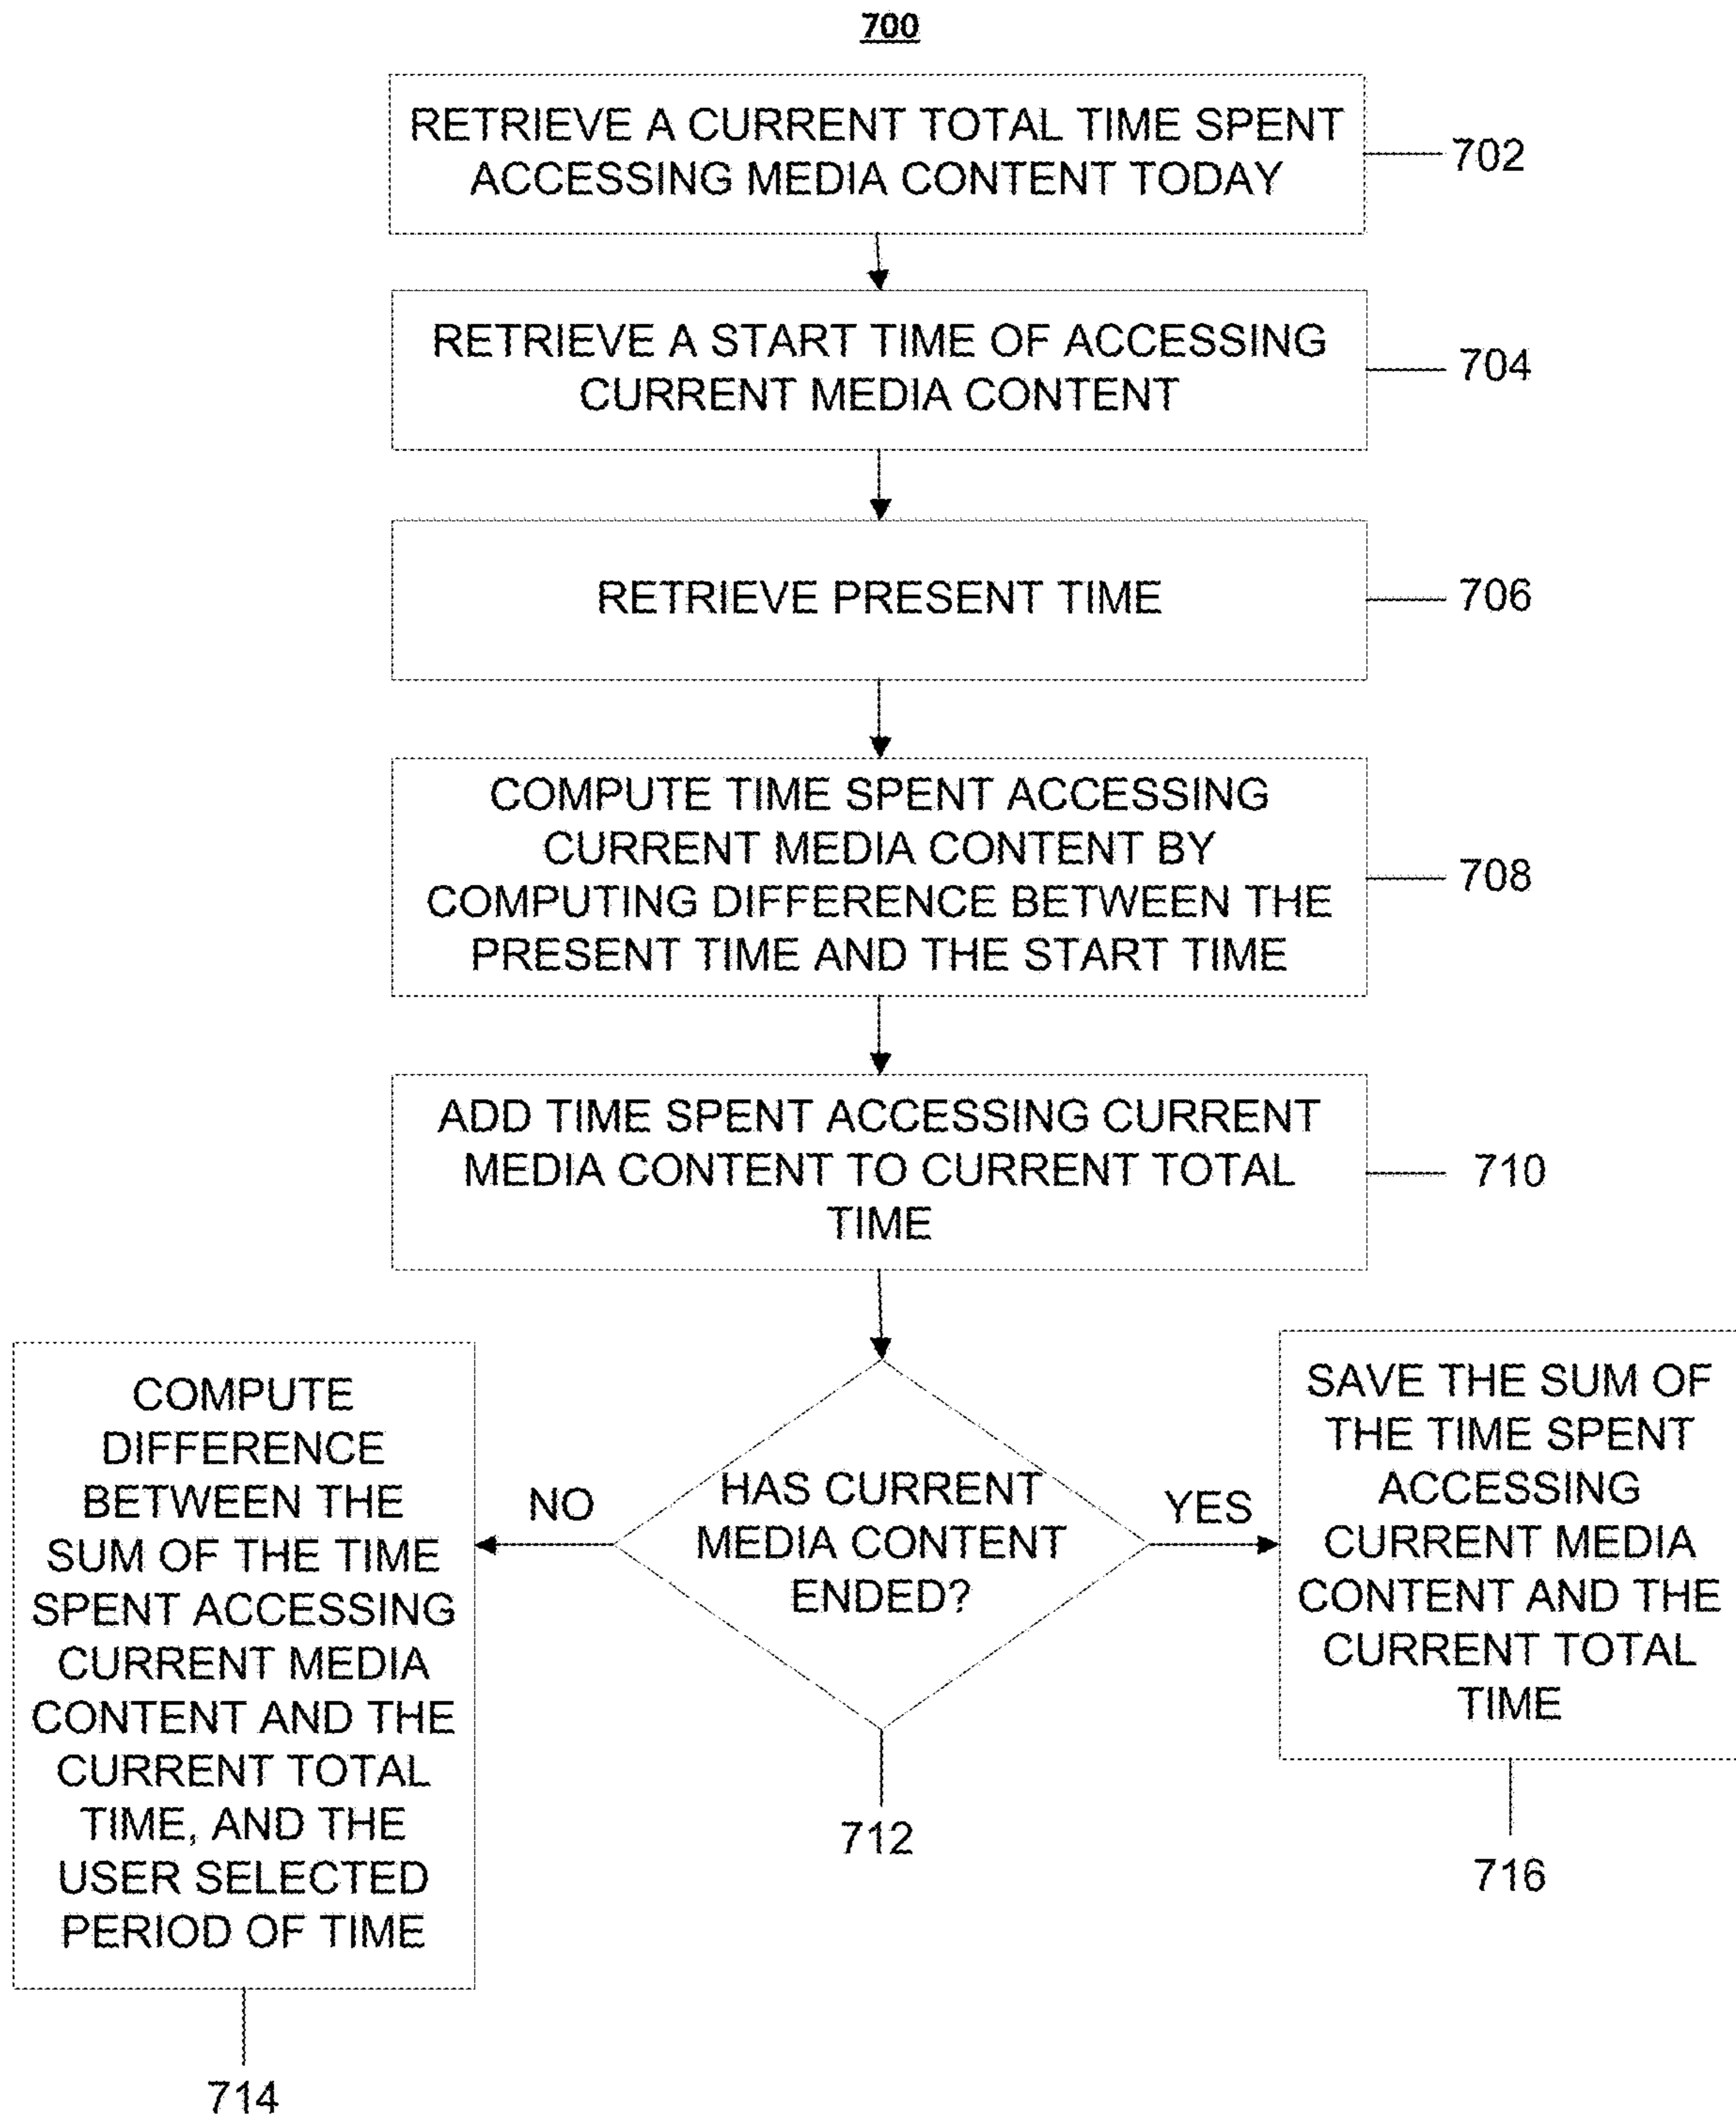 700
RETRIEVE A CURRENT TOTAL TIME SPENT
ACCESSING MEDIA CONTENT TODAY
702
RETRIEVE A START TIME OF ACCESSING
CURRENT MEDIA CONTENT
704
RETRIEVE PRESENT TIME
706
COMPUTE TIME SPENT ACCESSING
CURRENT MEDIA CONTENT BY
COMPUTING DIFFERENCE BETWEEN THE
PRESENT TIME AND THE START TIME
708
ADD TIME SPENT ACCESSING CURRENT
MEDIA CONTENT TO CURRENT TOTAL
TIME
710
COMPUTE
DIFFERENCE
BETWEEN THE
SUM OF THE TIME
SPENT ACCESSING
CURRENT MEDIA
CONTENT AND THE
CURRENT TOTAL
TIME, AND THE
USER SELECTED
PERIOD OF TIME
714
NO
HAS CURRENT
MEDIA CONTENT
ENDED?
712
YES
SAVE THE SUM OF
THE TIME SPENT
ACCESSING
CURRENT MEDIA
CONTENT AND THE
CURRENT TOTAL
TIME
716